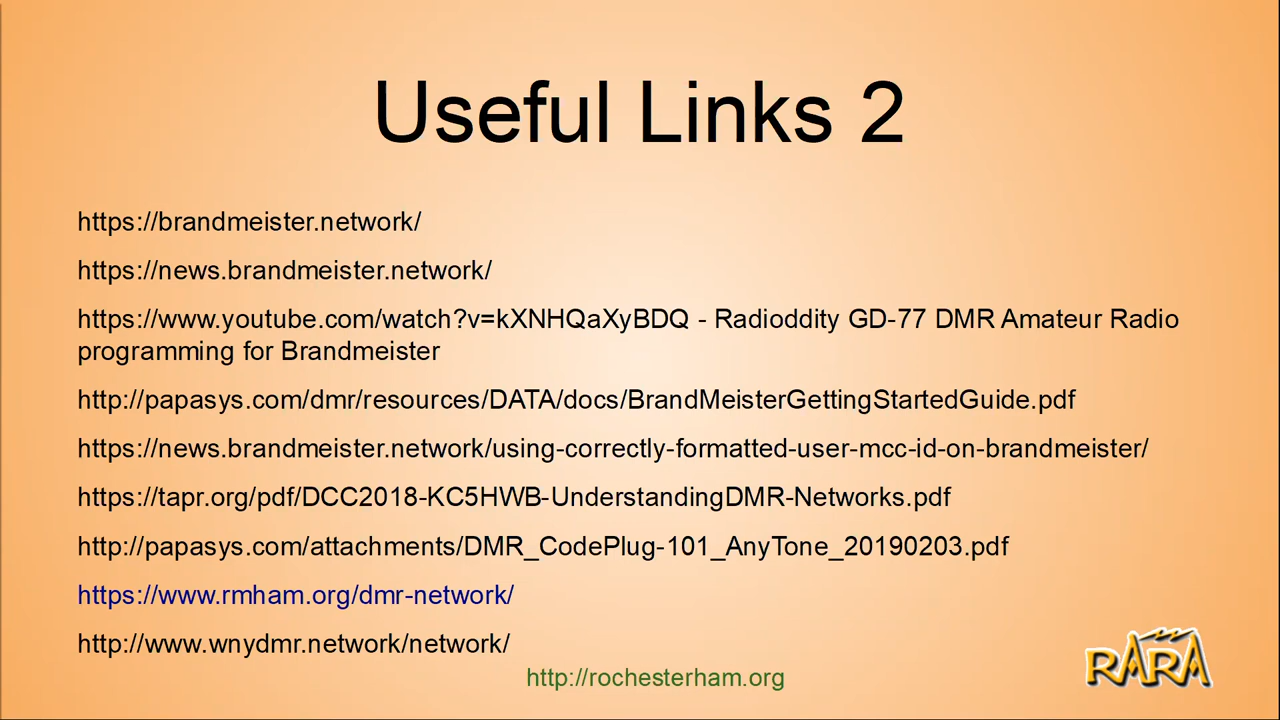 Useful Links 2
https://brandmeister.network/
https://news.brandmeister.network/
https://www.youtube.com/watch?v=kXNHQaXyBDQ - Radioddity GD-77 DMR Amateur Radio
programming for Brandmeister
http://papasys.com/dmr/resources/DATA/docs/BrandMeisterGettingStartedGuide.pdf
https://news.brandmeister.network/using-correctly-formatted-user-mcc-id-on-brandmeister/
https://tapr.org/pdf/DCC2018-KC5HWB-UnderstandingDMR-Networks.pdf
http://papasys.com/attachments/DMR_CodePlug-101_AnyTone_20190203.pdf
https://www.rmham.org/dmr-network/
http://www.wnydmr.network/network/
http://rochesterham.org
RARA